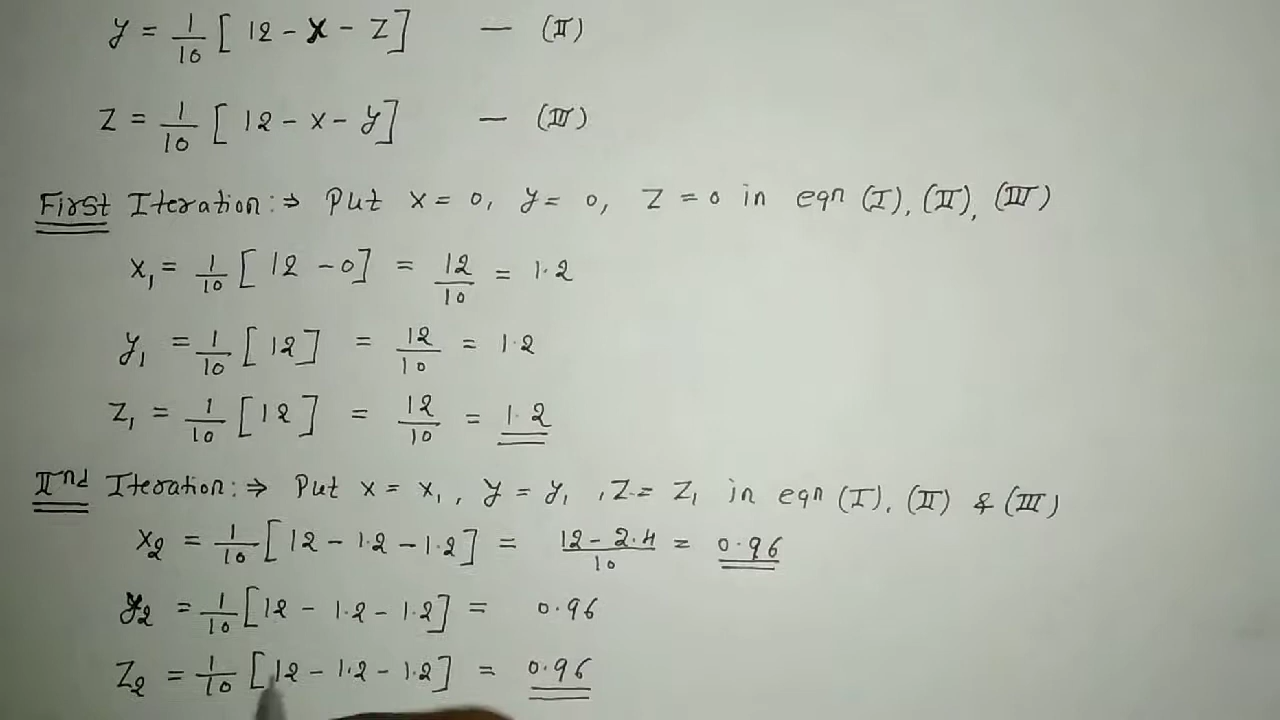 y = 1/10 [ 12 - x - z ] — (II)
z = 1/10 [ 12 - x - y ] — (III)
First Iteration :⇒ Put x = 0, y = 0, z = 0 in eqn (I), (II), (III)
x₁ = 1/10 [ 12 - 0 ] = 12/10 = 1.2
y₁ = 1/10 [ 12 ] = 12/10 = 1.2
z₁ = 1/10 [ 12 ] = 12/10 = 1.2
IInd Iteration :⇒ Put x = x₁, y = y₁, z = z₁ in eqn (I), (II) & (III)
x₂ = 1/10 [ 12 - 1.2 - 1.2 ] = 12 - 2.4/10 = 0.96
y₂ = 1/10 [ 12 - 1.2 - 1.2 ] = 0.96
z₂ = 1/10 [ 12 - 1.2 - 1.2 ] = 0.96